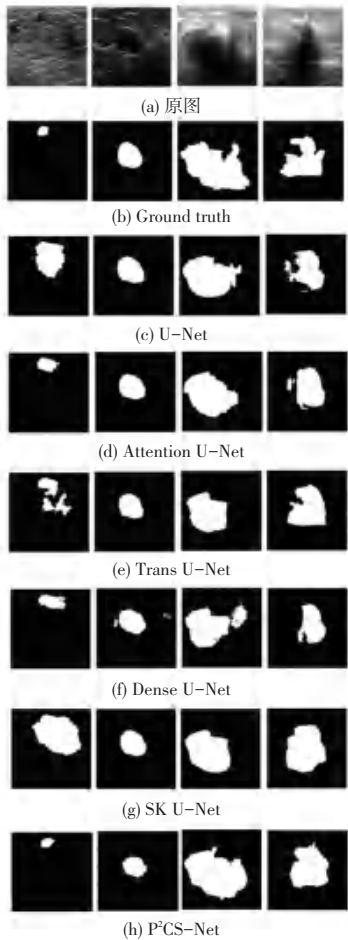 (a) 原图
(b) Ground truth
(c) U-Net
(d) Attention U-Net
(e) Trans U-Net
(f) Dense U-Net
(g) SK U-Net
(h) P²CS-Net